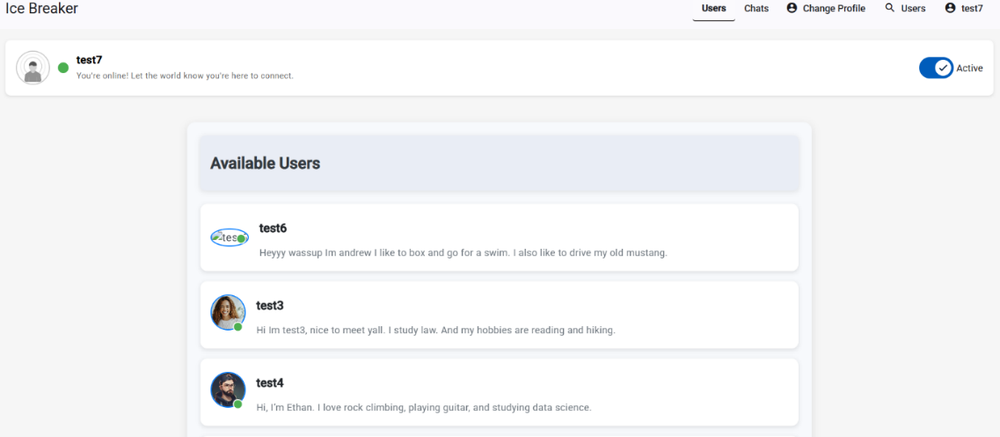 Ice Breaker
Users
Chats
Change Profile
Users
test7
test7
You're online! Let the world know you're here to connect.
Active
Available Users
tes
test6
Heyyy wassup Im andrew I like to box and go for a swim. I also like to drive my old mustang.
test3
Hi Im test3, nice to meet yall. I study law. And my hobbies are reading and hiking.
test4
Hi, I'm Ethan. I love rock climbing, playing guitar, and studying data science.